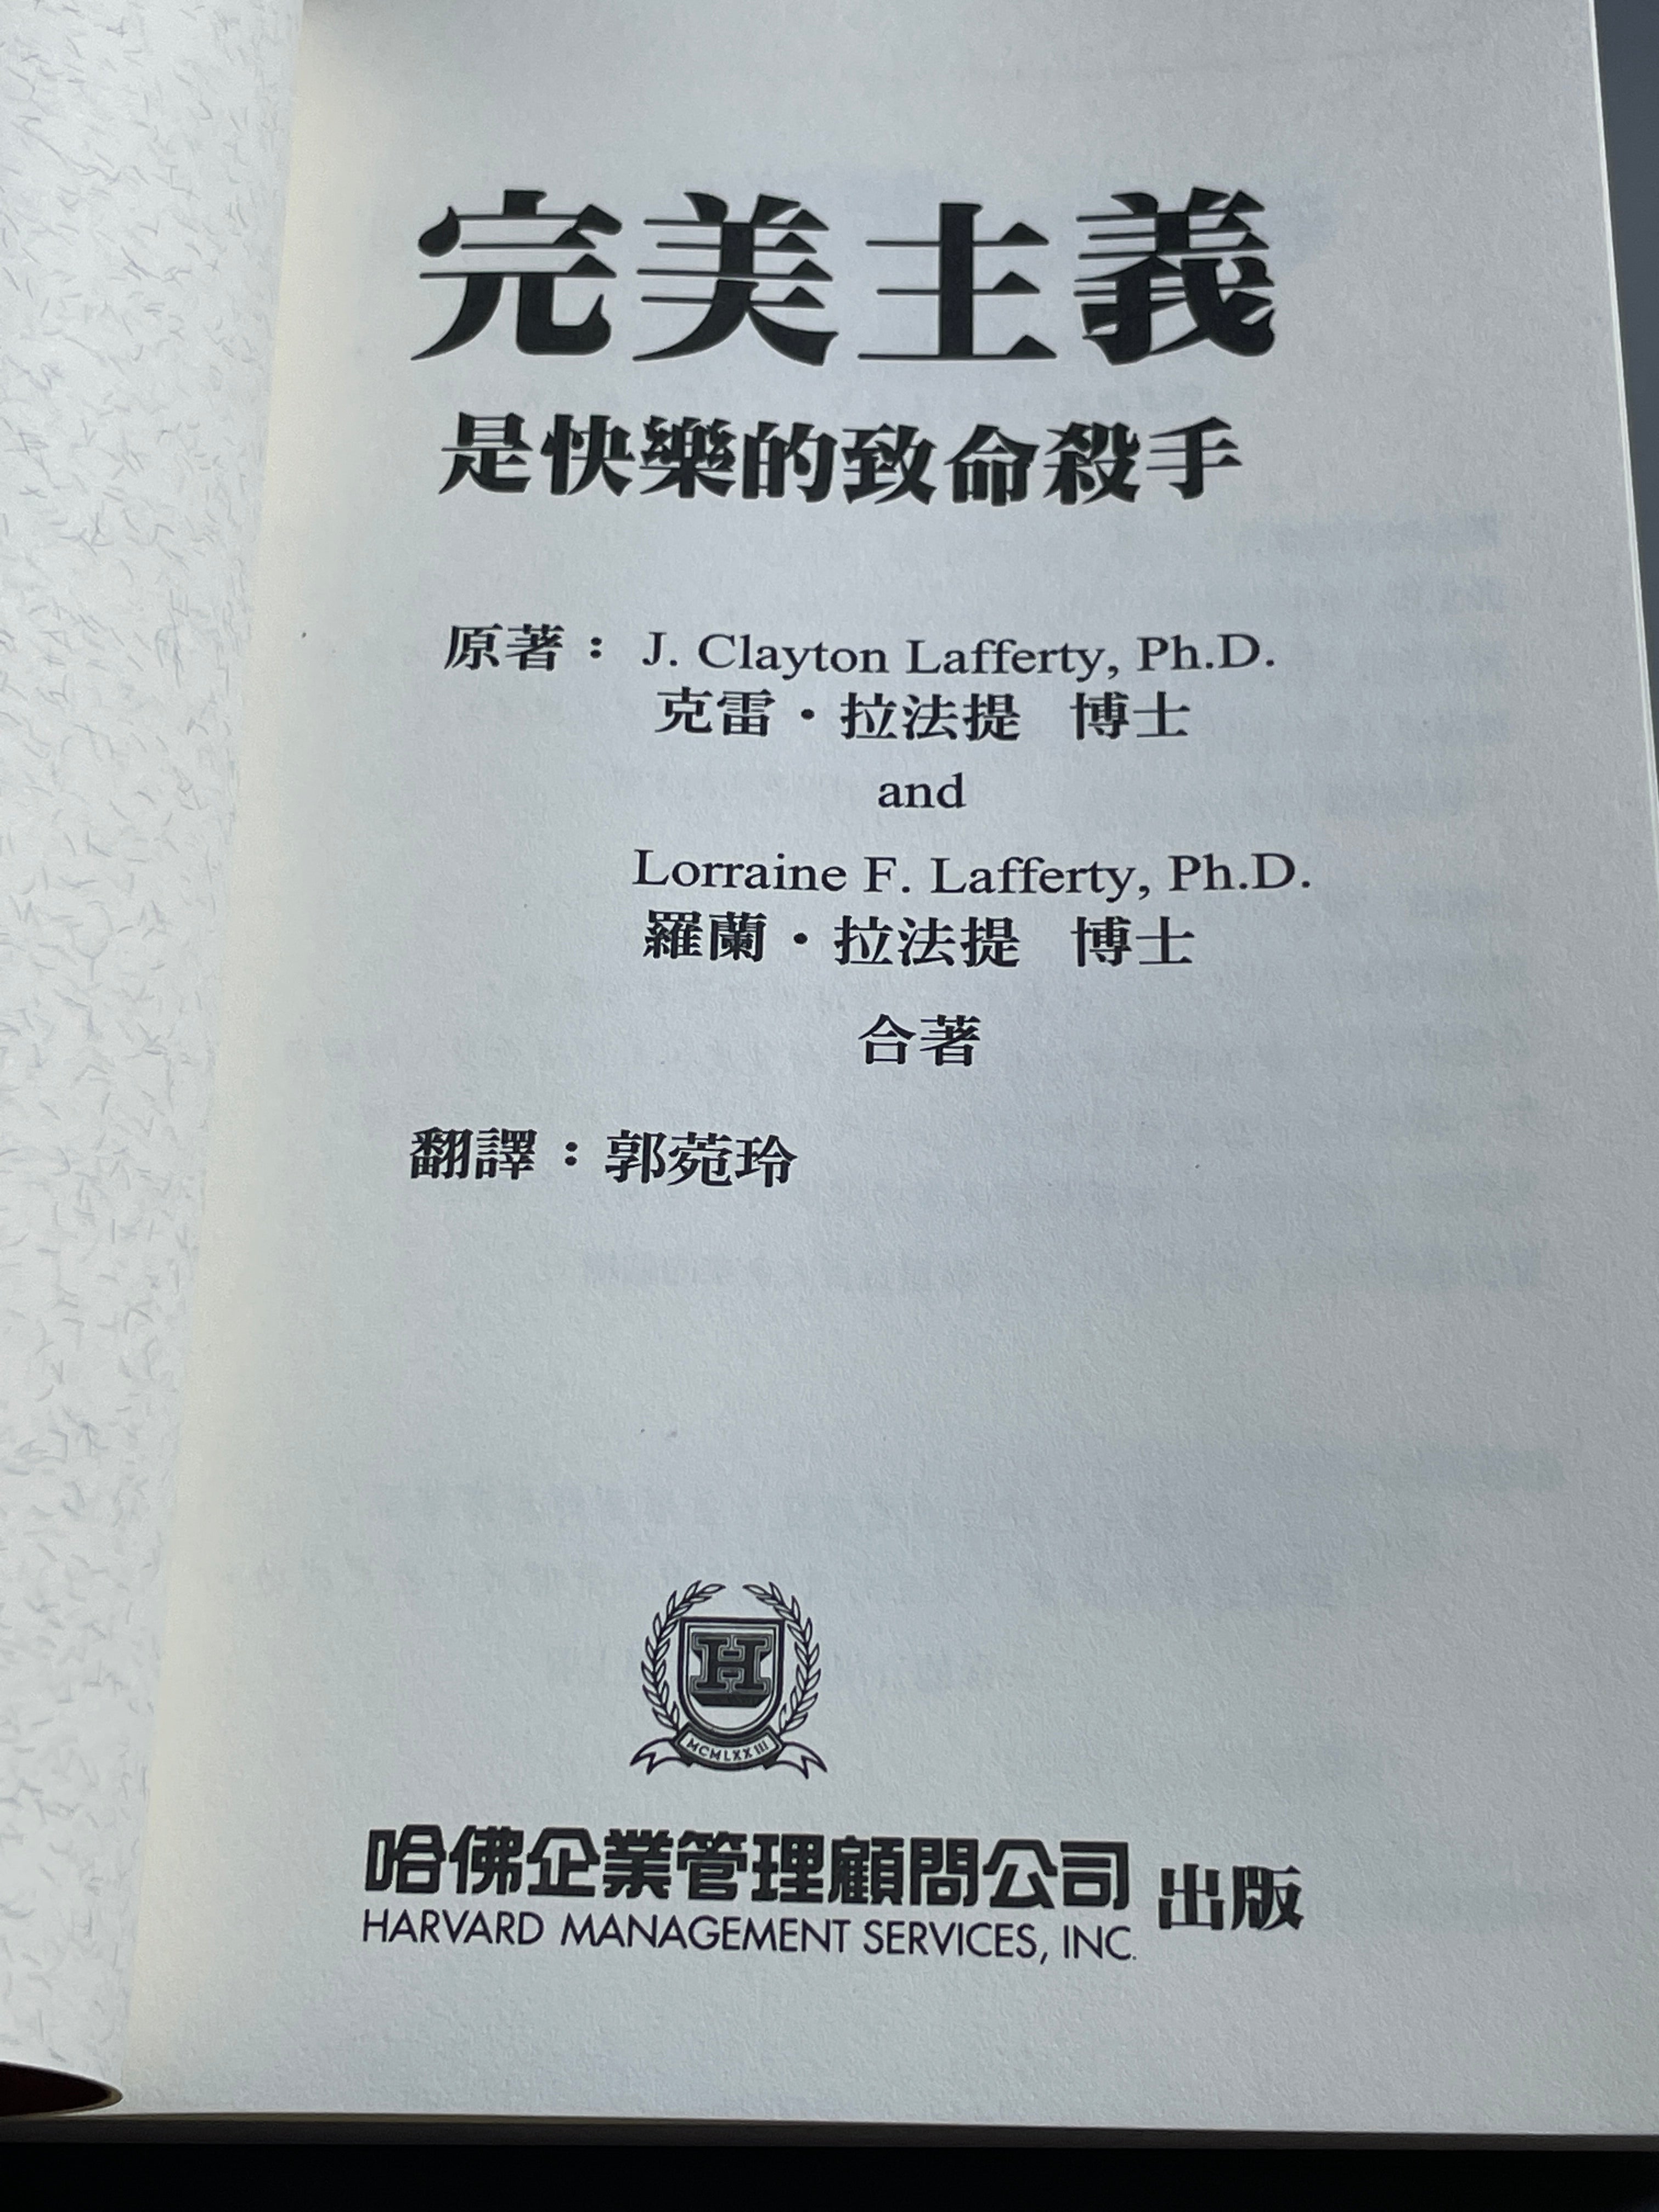 完美主義
是快樂的致命殺手
原著：J. Clayton Lafferty, Ph.D.
克雷・拉法提 博士
and
Lorraine F. Lafferty, Ph.D.
羅蘭・拉法提 博士
合著
翻譯：郭菀玲
H
MCMLXXIII
哈佛企業管理顧問公司 出版
HARVARD MANAGEMENT SERVICES, INC.